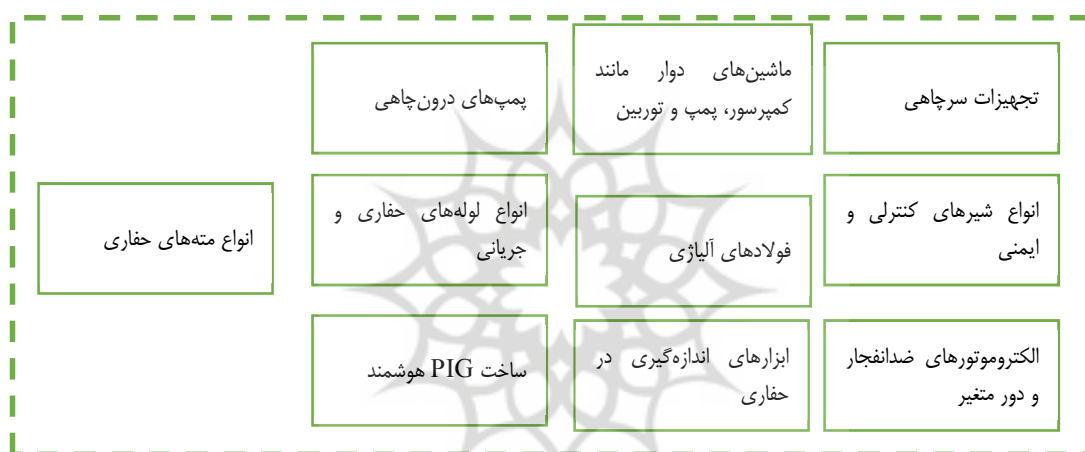 تجهیزات سرچاهی
ماشین‌های دوار مانند
کمپرسور، پمپ و توربین
پمپ‌های درون‌چاهی
انواع شیرهای کنترلی و
ایمنی
فولادهای آلیاژی
انواع لوله‌های حفاری و
جریانی
انواع مته‌های حفاری
الکتروموتورهای ضدانفجار
و دور متغیر
ابزارهای اندازه‌گیری در
حفاری
ساخت PIG هوشمند